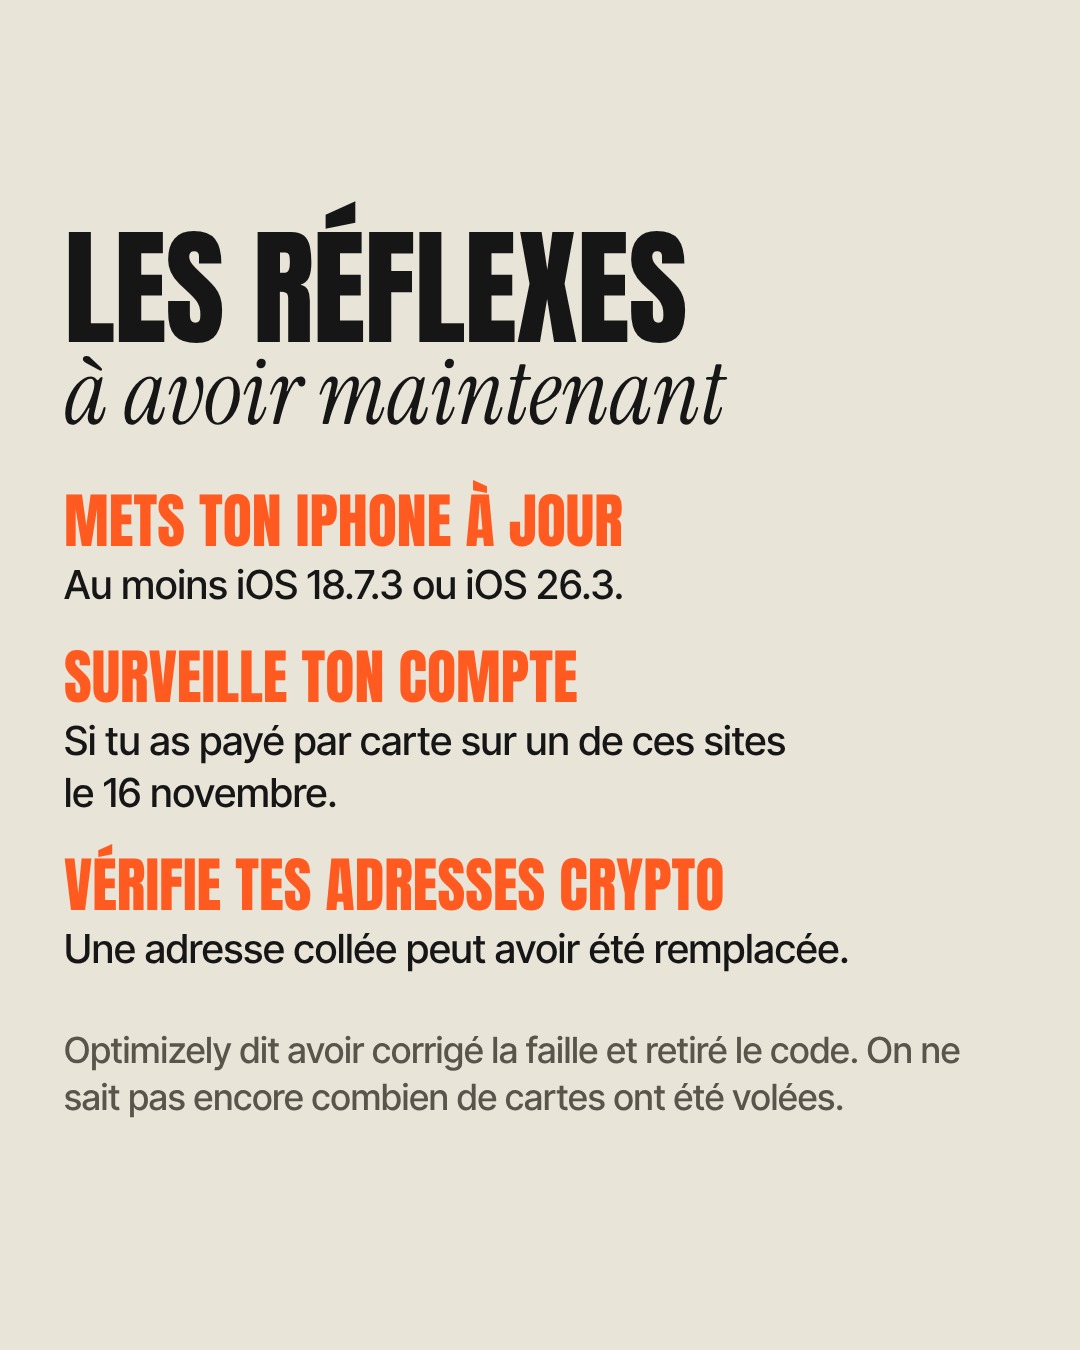 LES RÉFLEXES
à avoir maintenant
METS TON IPHONE À JOUR
Au moins iOS 18.7.3 ou iOS 26.3.
SURVEILLE TON COMPTE
Si tu as payé par carte sur un de ces sites
le 16 novembre.
VÉRIFIE TES ADRESSES CRYPTO
Une adresse collée peut avoir été remplacée.
Optimizely dit avoir corrigé la faille et retiré le code. On ne
sait pas encore combien de cartes ont été volées.